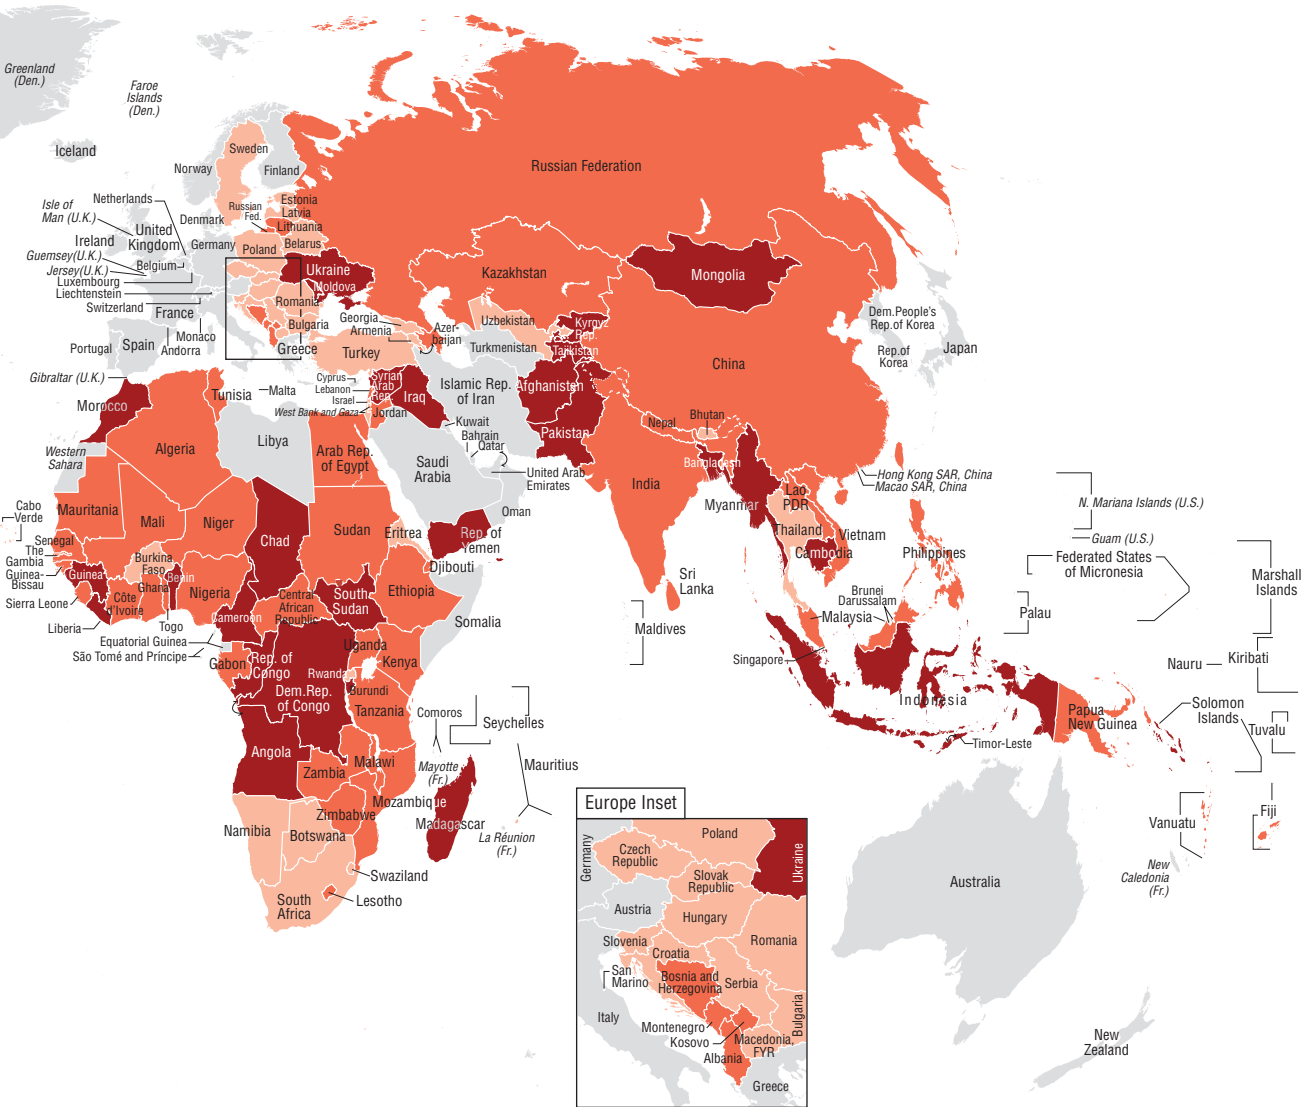 Greenland
(Den.)
Faroe
Islands
(Den.)
Iceland
Norway
Sweden
Finland
Russian Federation
Netherlands
Isle of
Man (U.K.)
Denmark
Russian
Fed.
Estonia
Latvia
Lithuania
United
Kingdom
Ireland
Germany
Poland
Belarus
Guernsey(U.K.)
Jersey(U.K.)
Belgium
Luxembourg
Liechtenstein
Switzerland
France
Ukraine
Moldova
Romania
Bulgaria
Kazakhstan
Mongolia
Georgia
Armenia
Azer-
baijan
Uzbekistan
Kyrgyz
Rep.
Turkmenistan
Tajikistan
Dem.People's
Rep.of Korea
Rep.of
Korea
Japan
Portugal
Spain
Andorra
Monaco
Greece
Turkey
China
Gibraltar (U.K.)
Tunisia
Malta
Cyprus
Lebanon
Israel
West Bank and Gaza
Syrian
Arab
Rep.
Jordan
Iraq
Islamic Rep.
of Iran
Afghanistan
Kuwait
Bahrain
Qatar
Pakistan
Nepal
Bhutan
Morocco
Algeria
Libya
Arab Rep.
of Egypt
Saudi
Arabia
United Arab
Emirates
Oman
India
Bangladesh
Myanmar
Lao
PDR
Hong Kong SAR, China
Macao SAR, China
Western
Sahara
Cabo
Verde
Mauritania
Mali
Niger
Chad
Sudan
Eritrea
Rep. of
Yemen
Djibouti
Thailand
Vietnam
Cambodia
Philippines
N. Mariana Islands (U.S.)
Guam (U.S.)
Federated States
of Micronesia
Marshall
Islands
Senegal
The
Gambia
Guinea-
Bissau
Guinea
Sierra Leone
Liberia
Burkina
Faso
Côte
d'Ivoire
Ghana
Togo
Benin
Nigeria
Cameroon
Central
African
Republic
South
Sudan
Ethiopia
Somalia
Equatorial Guinea
São Tomé and Príncipe
Gabon
Rep. of
Congo
Dem.Rep.
of Congo
Uganda
Kenya
Rwanda
Burundi
Tanzania
Sri
Lanka
Maldives
Brunei
Darussalam
Malaysia
Singapore
Indonesia
Palau
Nauru
Kiribati
Papua
New Guinea
Solomon
Islands
Tuvalu
Timor-Leste
Comoros
Seychelles
Angola
Zambia
Malawi
Mayotte
(Fr.)
Mauritius
Mozambique
Zimbabwe
Madagascar
La Réunion
(Fr.)
Namibia
Botswana
South
Africa
Swaziland
Lesotho
Vanuatu
Fiji
New
Caledonia
(Fr.)
Australia
New
Zealand
Europe Inset
Germany
Poland
Czech
Republic
Ukraine
Slovak
Republic
Austria
Hungary
Romania
Slovenia
Croatia
San
Marino
Bosnia and
Herzegovina
Serbia
Italy
Bulgaria
Montenegro
Kosovo
Macedonia,
FYR
Albania
Greece